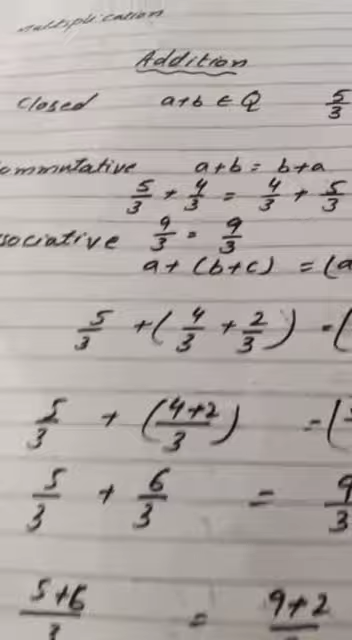 Multiplication
Addition
Closed a+b ∈ Q 5/3
ommutative a+b = b+a
5/3 + 4/3 = 4/3 + 5/3
sociative 9/3 = 9/3
a + (b+c) = (a
5/3 + (4/3 + 2/3) = (
5/3 + (4+2/3) = (
5/3 + 6/3 = 9/3
5+6/3 = 9+2